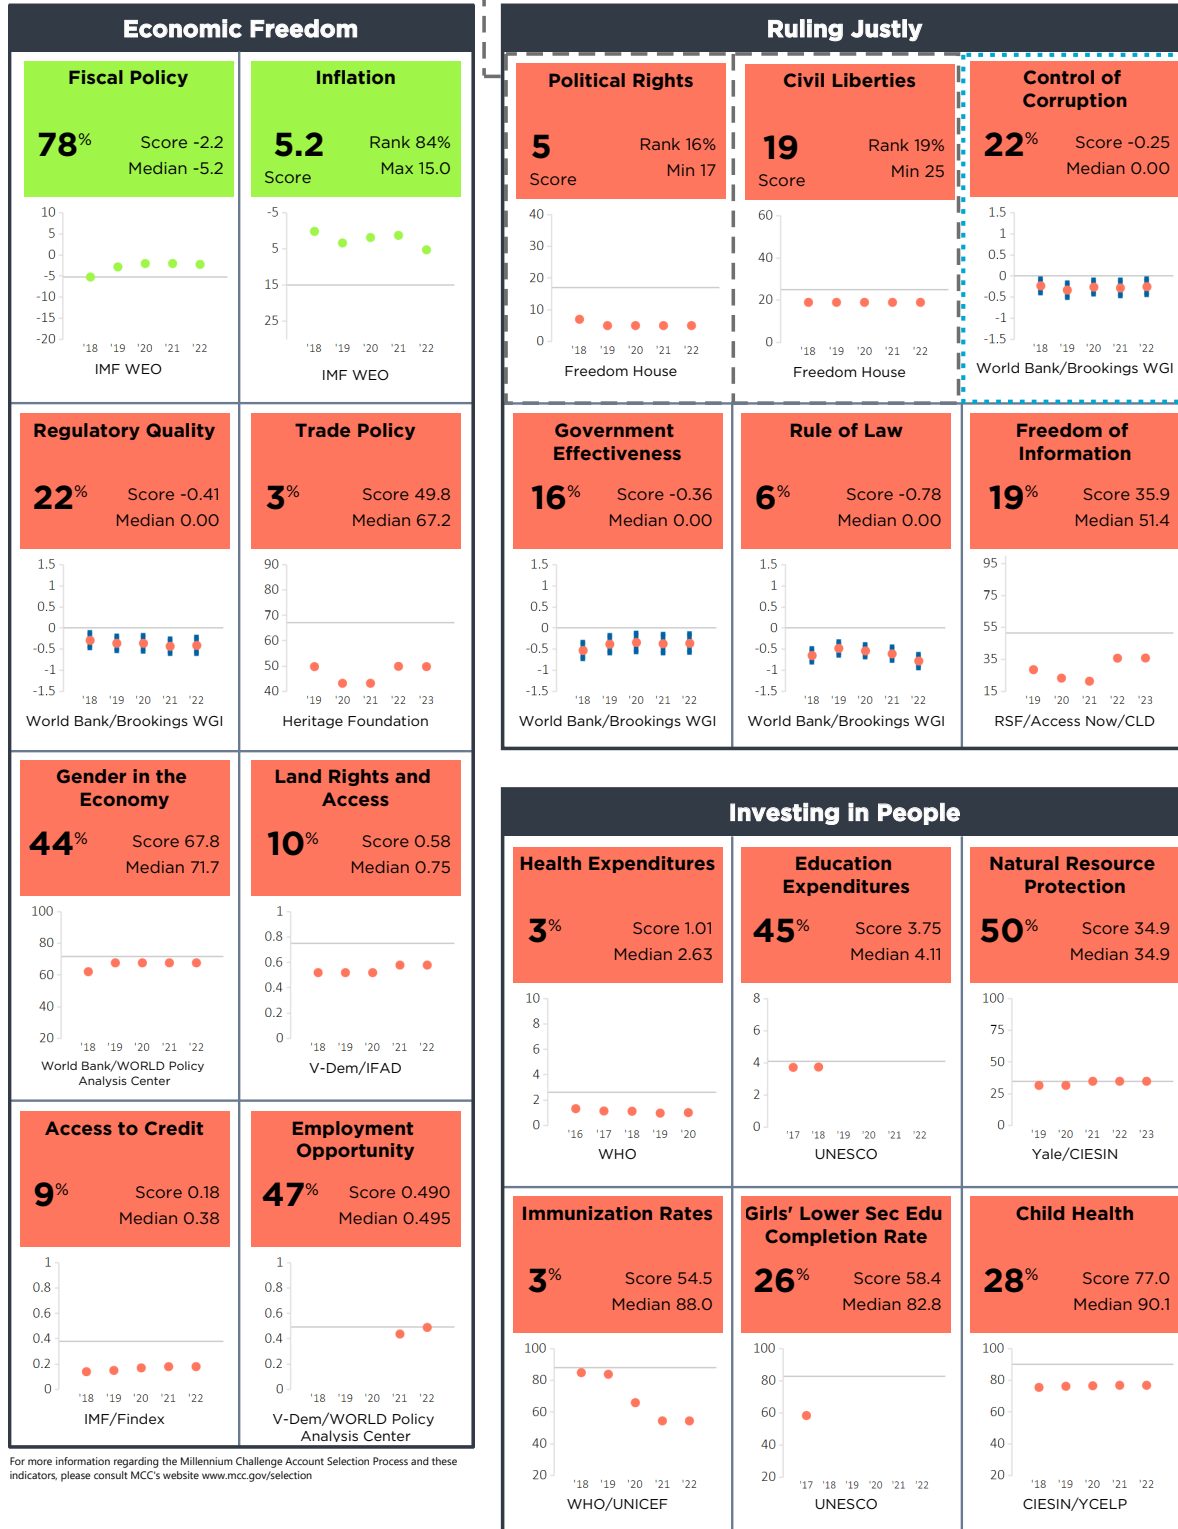 Economic Freedom
Fiscal Policy
78%
Score -2.2
Median -5.2
10
5
0
-5
-10
-15
-20
'18 '19 '20 '21 '22
IMF WEO
Inflation
5.2
Score
Rank 84%
Max 15.0
-5
5
15
25
'18 '19 '20 '21 '22
IMF WEO
Regulatory Quality
22%
Score -0.41
Median 0.00
1.5
1
0.5
0
-0.5
-1
-1.5
'18 '19 '20 '21 '22
World Bank/Brookings WGI
Trade Policy
3%
Score 49.8
Median 67.2
90
80
70
60
50
40
'19 '20 '21 '22 '23
Heritage Foundation
Gender in the
Economy
44%
Score 67.8
Median 71.7
100
80
60
40
20
'18 '19 '20 '21 '22
World Bank/WORLD Policy
Analysis Center
Land Rights and
Access
10%
Score 0.58
Median 0.75
1
0.8
0.6
0.4
0.2
0
'18 '19 '20 '21 '22
V-Dem/IFAD
Access to Credit
9%
Score 0.18
Median 0.38
1
0.8
0.6
0.4
0.2
0
'18 '19 '20 '21 '22
IMF/Findex
Employment
Opportunity
47%
Score 0.490
Median 0.495
1
0.8
0.6
0.4
0.2
0
'18 '19 '20 '21 '22
V-Dem/WORLD Policy
Analysis Center
For more information regarding the Millennium Challenge Account Selection Process and these
indicators, please consult MCC's website www.mcc.gov/selection
Ruling Justly
Political Rights
5
Score
Rank 16%
Min 17
40
30
20
10
0
'18 '19 '20 '21 '22
Freedom House
Civil Liberties
19
Score
Rank 19%
Min 25
60
40
20
0
'18 '19 '20 '21 '22
Freedom House
Control of
Corruption
22%
Score -0.25
Median 0.00
1.5
1
0.5
0
-0.5
-1
-1.5
'18 '19 '20 '21 '22
World Bank/Brookings WGI
Government
Effectiveness
16%
Score -0.36
Median 0.00
1.5
1
0.5
0
-0.5
-1
-1.5
'18 '19 '20 '21 '22
World Bank/Brookings WGI
Rule of Law
6%
Score -0.78
Median 0.00
1.5
1
0.5
0
-0.5
-1
-1.5
'18 '19 '20 '21 '22
World Bank/Brookings WGI
Freedom of
Information
19%
Score 35.9
Median 51.4
95
75
55
35
15
'19 '20 '21 '22 '23
RSF/Access Now/CLD
Investing in People
Health Expenditures
3%
Score 1.01
Median 2.63
10
8
6
4
2
0
'16 '17 '18 '19 '20
WHO
Education
Expenditures
45%
Score 3.75
Median 4.11
8
6
4
2
0
'17 '18 '19 '20 '21 '22
UNESCO
Natural Resource
Protection
50%
Score 34.9
Median 34.9
100
75
50
25
0
'19 '20 '21 '22 '23
Yale/CIESIN
Immunization Rates
3%
Score 54.5
Median 88.0
100
80
60
40
20
'18 '19 '20 '21 '22
WHO/UNICEF
Girls' Lower Sec Edu
Completion Rate
26%
Score 58.4
Median 82.8
100
80
60
40
20
'17 '18 '19 '20 '21 '22
UNESCO
Child Health
28%
Score 77.0
Median 90.1
100
80
60
40
20
'18 '19 '20 '21 '22
CIESIN/YCELP